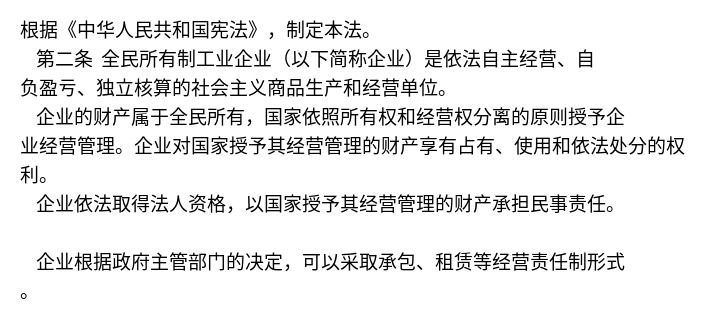 根据《中华人民共和国宪法》，制定本法。
第二条 全民所有制工业企业（以下简称企业）是依法自主经营、自
负盈亏、独立核算的社会主义商品生产和经营单位。
企业的财产属于全民所有，国家依照所有权和经营权分离的原则授予企
业经营管理。企业对国家授予其经营管理的财产享有占有、使用和依法处分的权
利。
企业依法取得法人资格，以国家授予其经营管理的财产承担民事责任。
企业根据政府主管部门的决定，可以采取承包、租赁等经营责任制形式
。